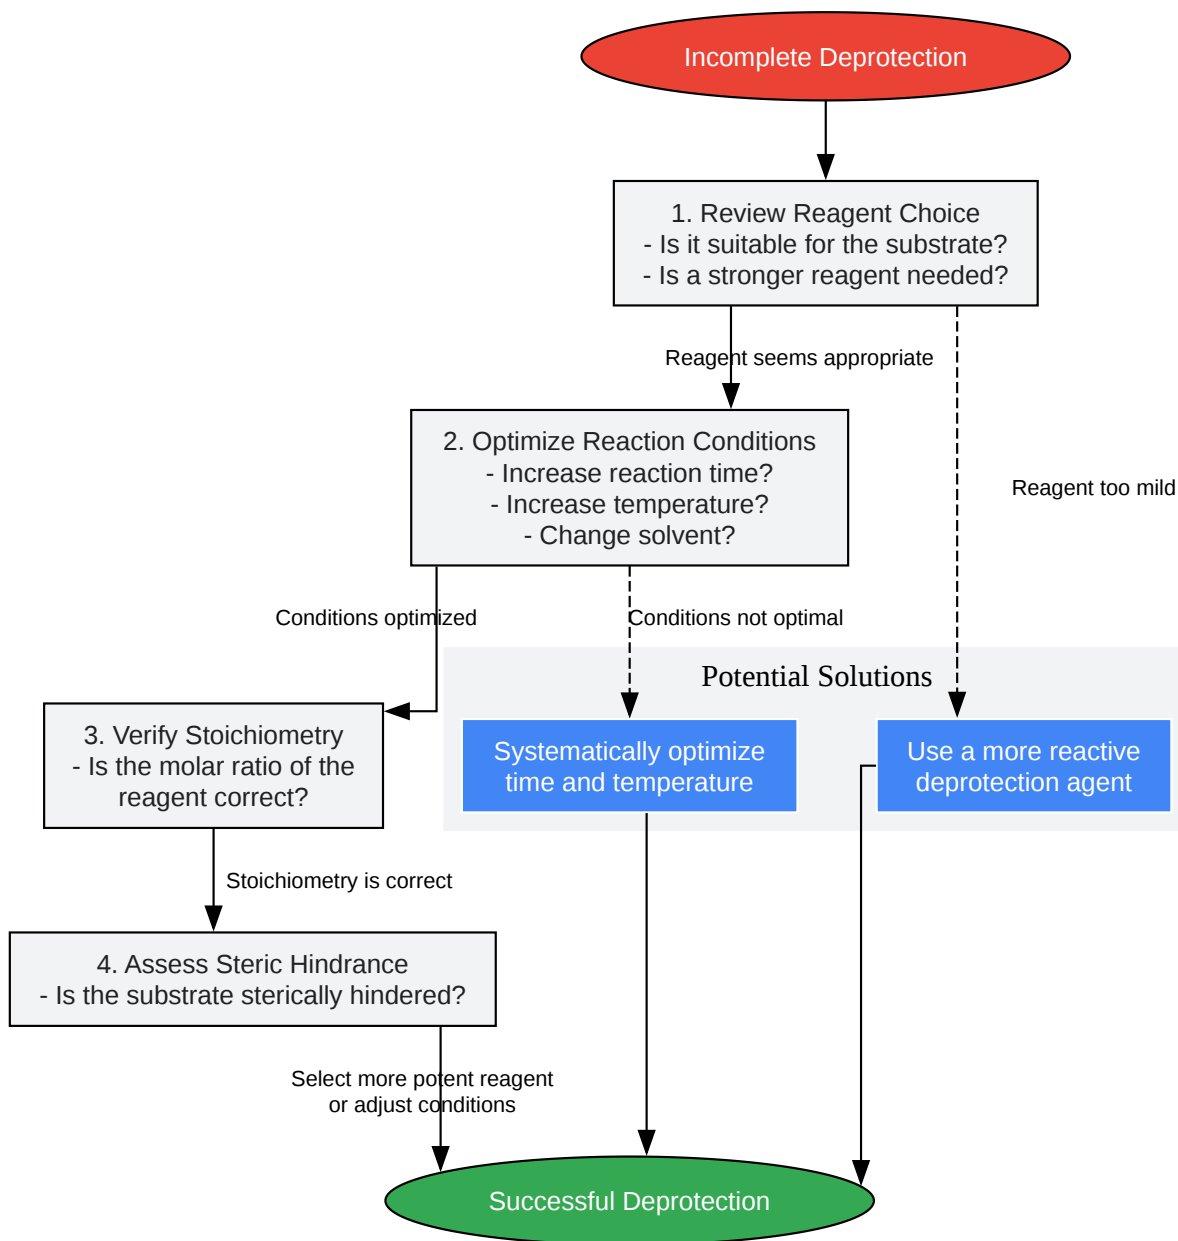 Incomplete Deprotection
1. Review Reagent Choice
- Is it suitable for the substrate?
- Is a stronger reagent needed?
Reagent seems appropriate
2. Optimize Reaction Conditions
- Increase reaction time?
- Increase temperature?
- Change solvent?
Reagent too mild
Conditions optimized
Conditions not optimal
Potential Solutions
3. Verify Stoichiometry
- Is the molar ratio of the
reagent correct?
Systematically optimize
time and temperature
Use a more reactive
deprotection agent
Stoichiometry is correct
4. Assess Steric Hindrance
- Is the substrate sterically hindered?
Select more potent reagent
or adjust conditions
Successful Deprotection